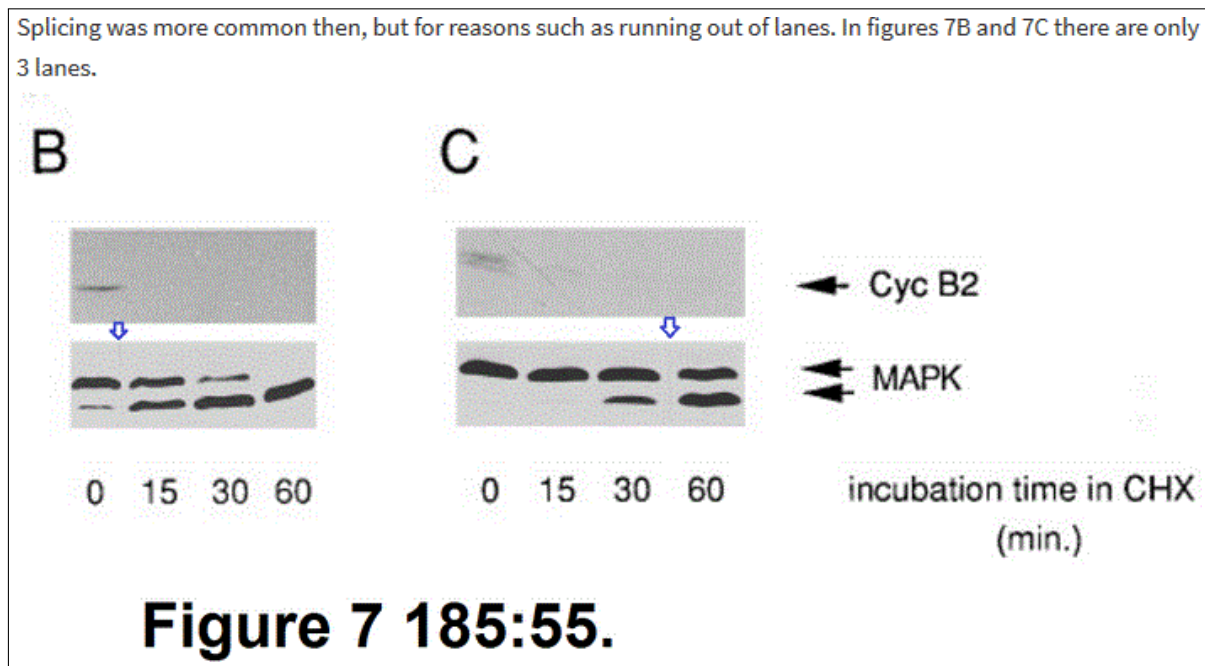 Splicing was more common then, but for reasons such as running out of lanes. In figures 7B and 7C there are only
3 lanes.
B C
Cyc B2
MAPK
0 15 30 60 0 15 30 60 incubation time in CHX
(min.)
Figure 7 185:55.